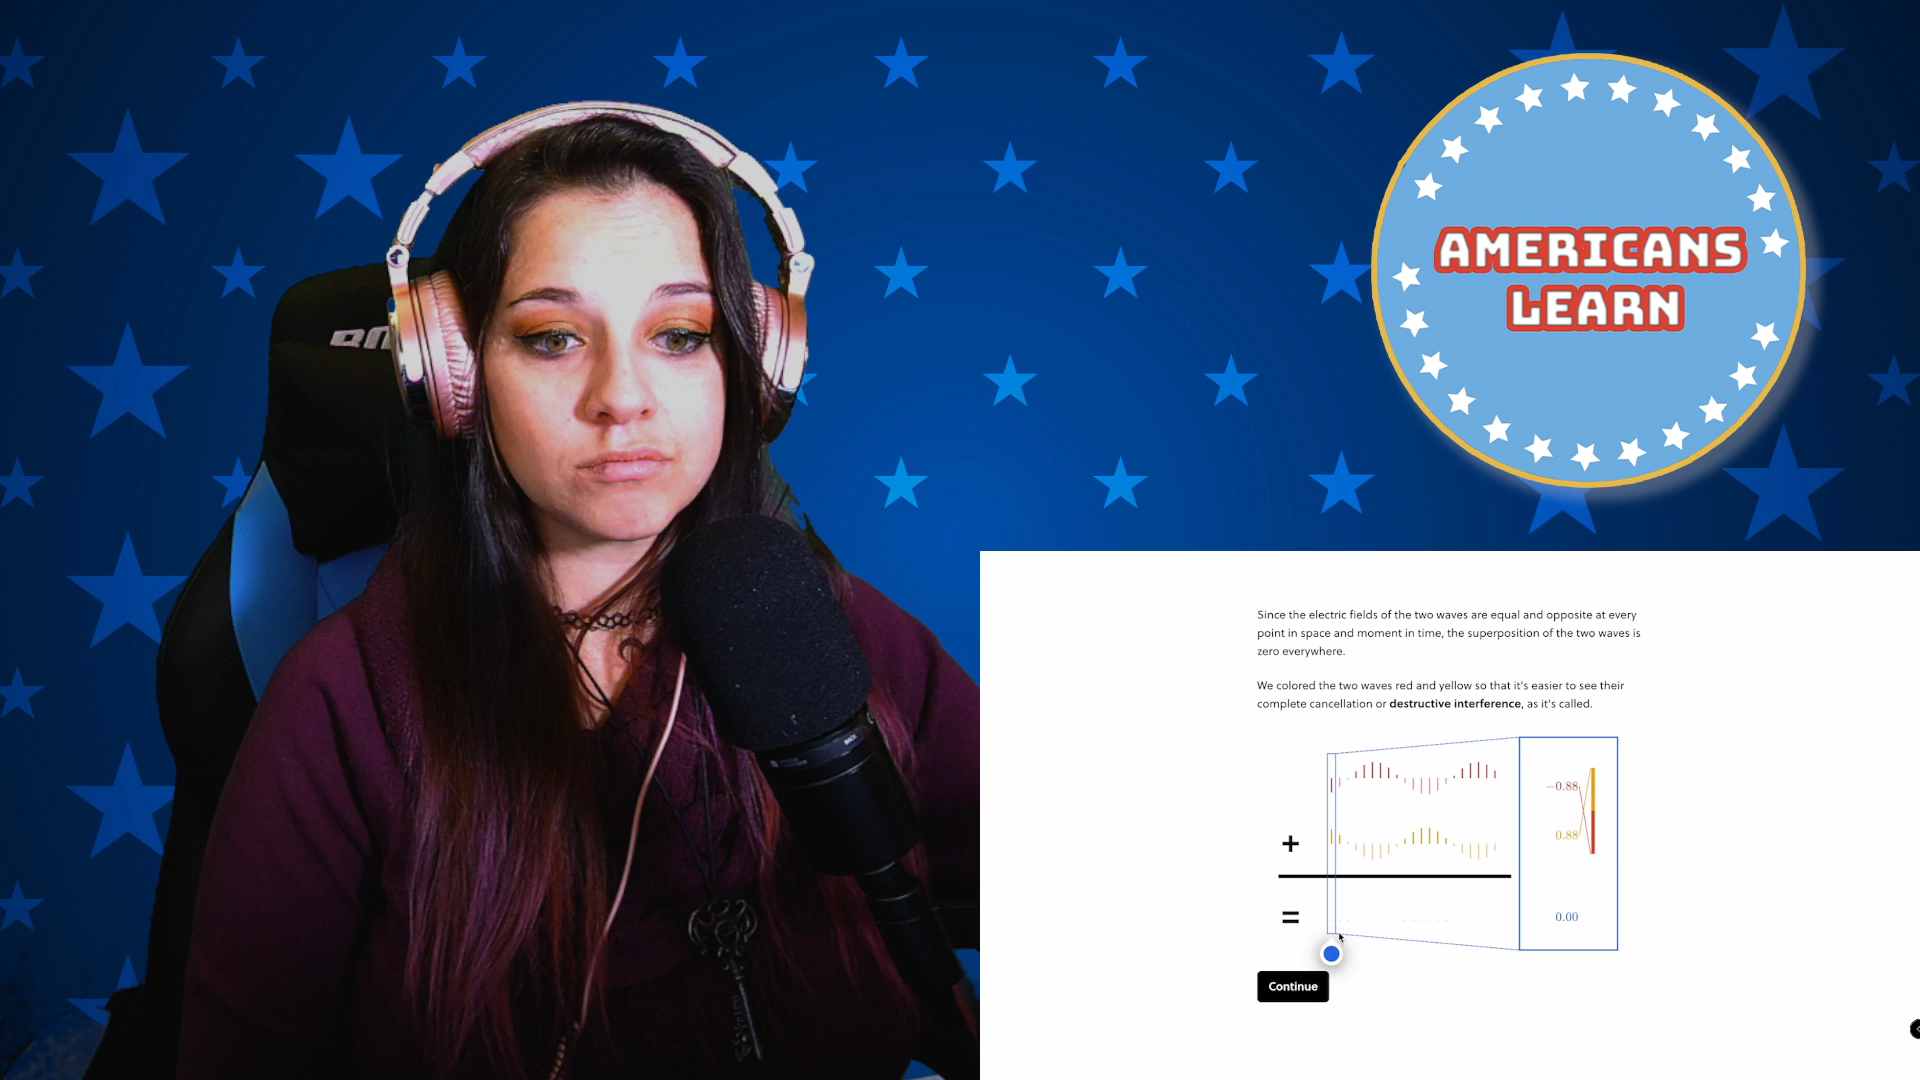 AMERICANS
LEARN
Since the electric fields of the two waves are equal and opposite at every
point in space and moment in time, the superposition of the two waves is
zero everywhere.
We colored the two waves red and yellow so that it's easier to see their
complete cancellation or destructive interference, as it's called.
−0.88
+
0.88
=
0.00
Continue